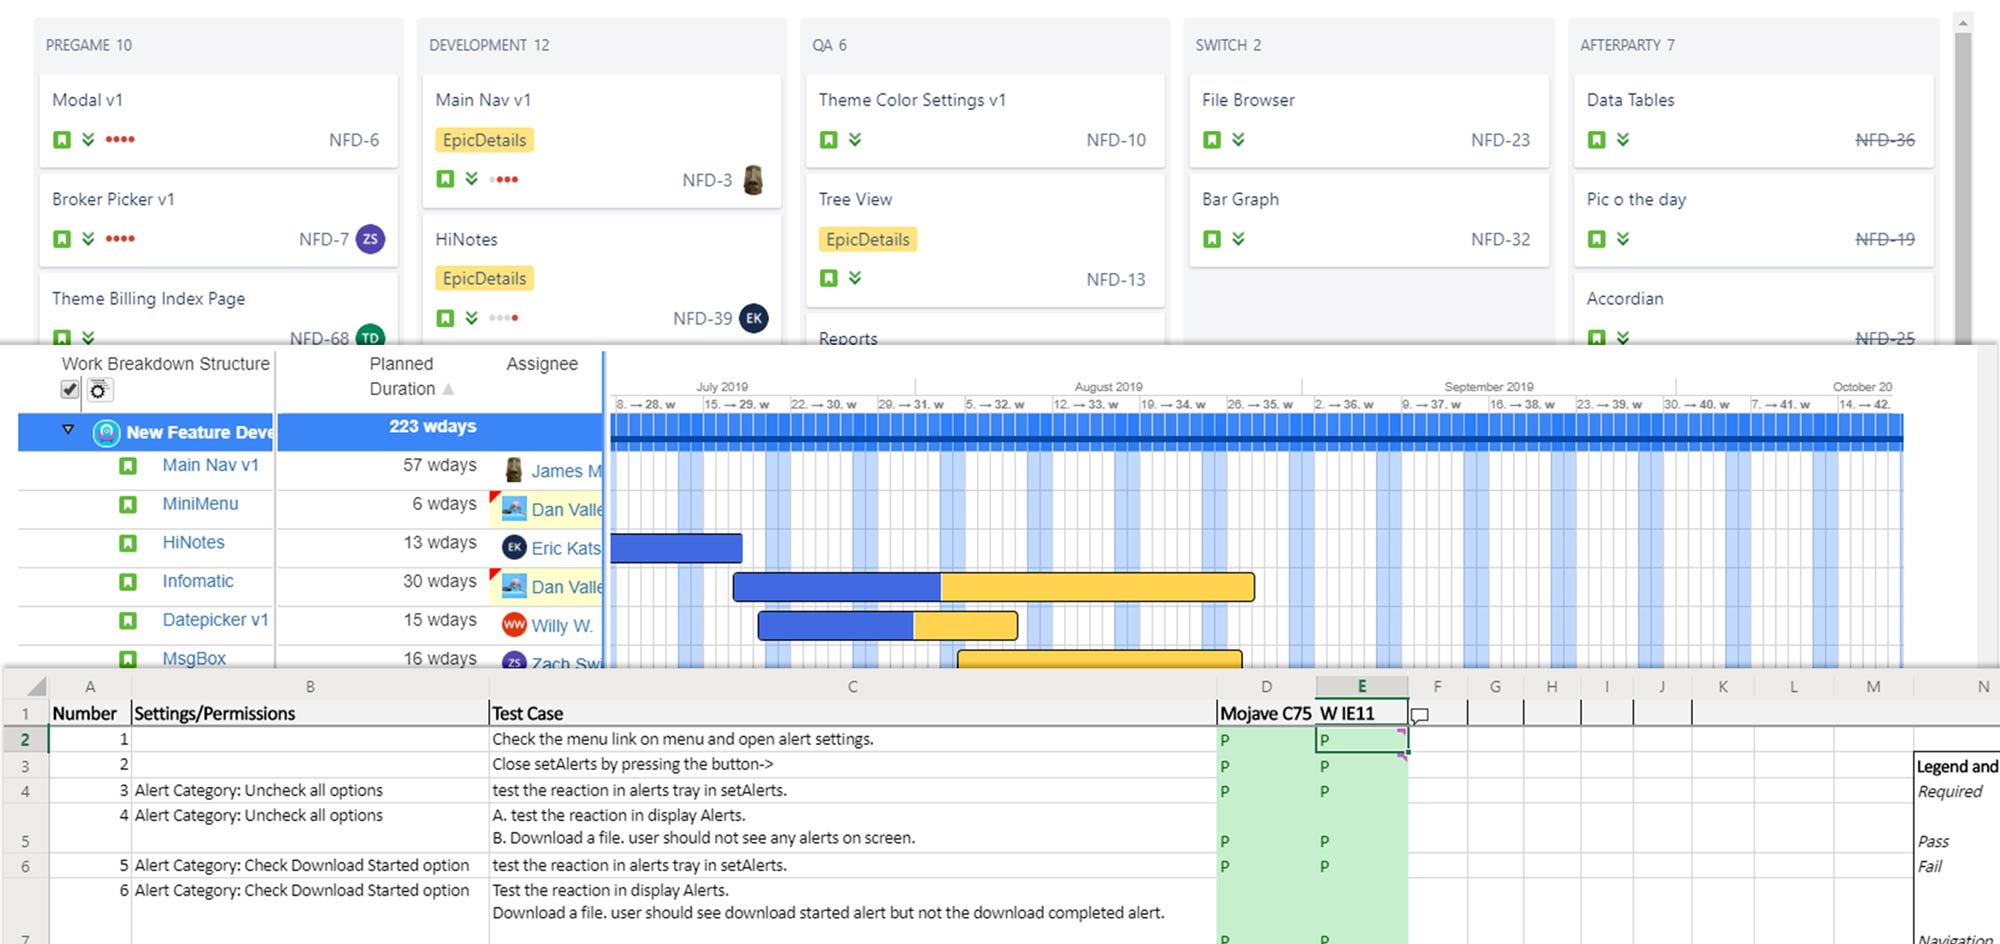 PREGAME 10
DEVELOPMENT 12
QA 6
SWITCH 2
AFTERPARTY 7
Modal v1
NFD-6
Broker Picker v1
NFD-7 ZS
Theme Billing Index Page
NFD-68 TD
Main Nav v1
EpicDetails
NFD-3
HiNotes
EpicDetails
NFD-39 EK
Theme Color Settings v1
NFD-10
Tree View
EpicDetails
NFD-13
Reports
File Browser
NFD-23
Bar Graph
NFD-32
Data Tables
NFD-36
Pic o the day
NFD-19
Accordian
NFD-25
Work Breakdown Structure
Planned
Duration
Assignee
July 2019 August 2019 September 2019 October 20
8. → 28. w 15. → 29. w 22. → 30. w 29. → 31. w 5. → 32. w 12. → 33. w 19. → 34. w 26. → 35. w 2. → 36. w 9. → 37. w 16. → 38. w 23. → 39. w 30. → 40. w 7. → 41. w 14. → 42.
New Feature Deve 223 wdays
Main Nav v1 57 wdays James M
MiniMenu 6 wdays Dan Valle
HiNotes 13 wdays EK Eric Kats
Infomatic 30 wdays Dan Valle
Datepicker v1 15 wdays WW Willy W.
MsgBox 16 wdays ZS Zach Sw
A B C D E F G H I J K L M N
1 Number Settings/Permissions Test Case Mojave C75 W IE11
2 1 Check the menu link on menu and open alert settings. P P
3 2 Close setAlerts by pressing the button-> P P Legend and
4 3 Alert Category: Uncheck all options test the reaction in alerts tray in setAlerts. P P Required
4 Alert Category: Uncheck all options A. test the reaction in display Alerts.
5 B. Download a file. user should not see any alerts on screen. P P Pass
6 5 Alert Category: Check Download Started option test the reaction in alerts tray in setAlerts. P P Fail
6 Alert Category: Check Download Started option Test the reaction in display Alerts.
Download a file. user should see download started alert but not the download completed alert.
7 P P Navigation